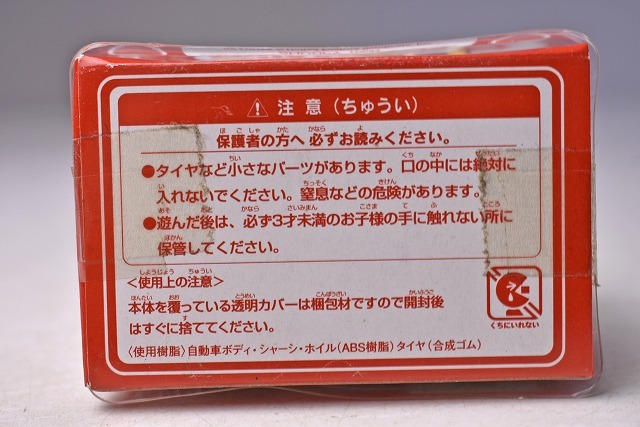 ⚠ 注意（ちゅうい）
保護者の方へ 必ずお読みください。
●タイヤなど小さなパーツがあります。口の中には絶対に
入れないでください。窒息などの危険があります。
●遊んだ後は、必ず3才未満のお子様の手に触れない所に
保管してください。
〈使用上の注意〉
本体を覆っている透明カバーは梱包材ですので開封後
はすぐに捨ててください。
くちにいれない
〈使用樹脂〉自動車ボディ・シャーシ・ホイル（ABS樹脂）タイヤ（合成ゴム）